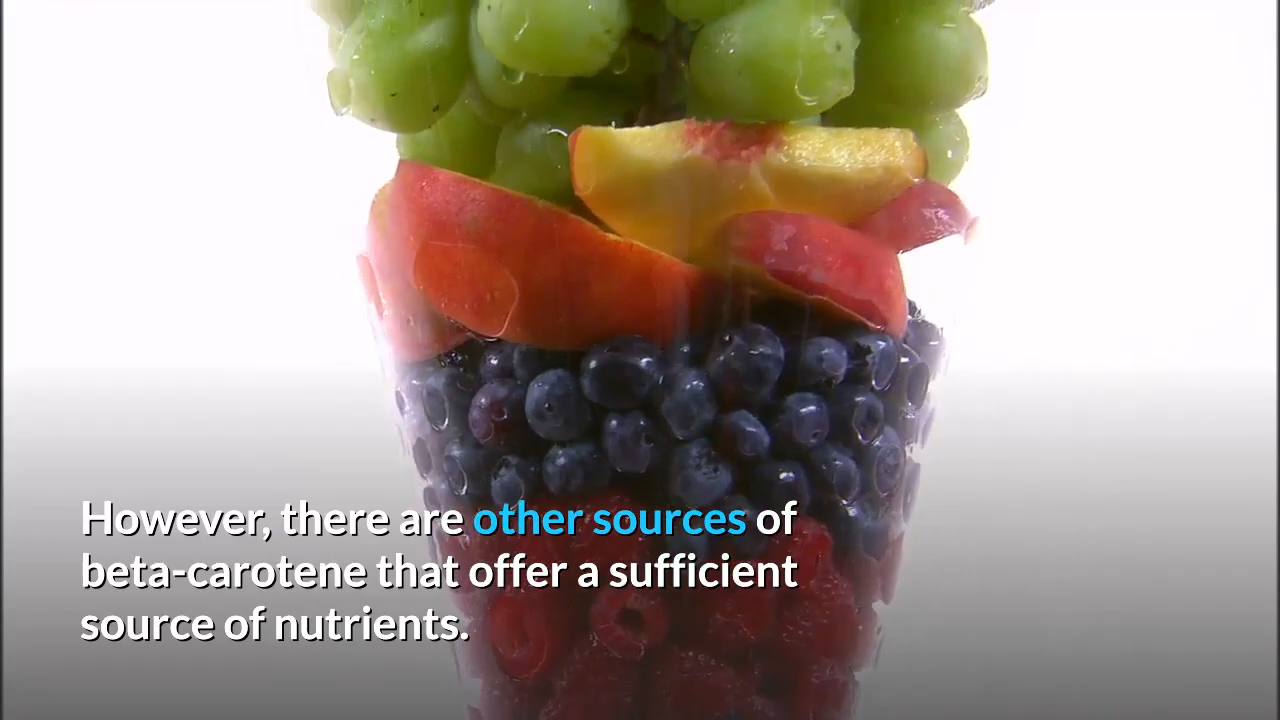 However, there are other sources of
beta-carotene that offer a sufficient
source of nutrients.